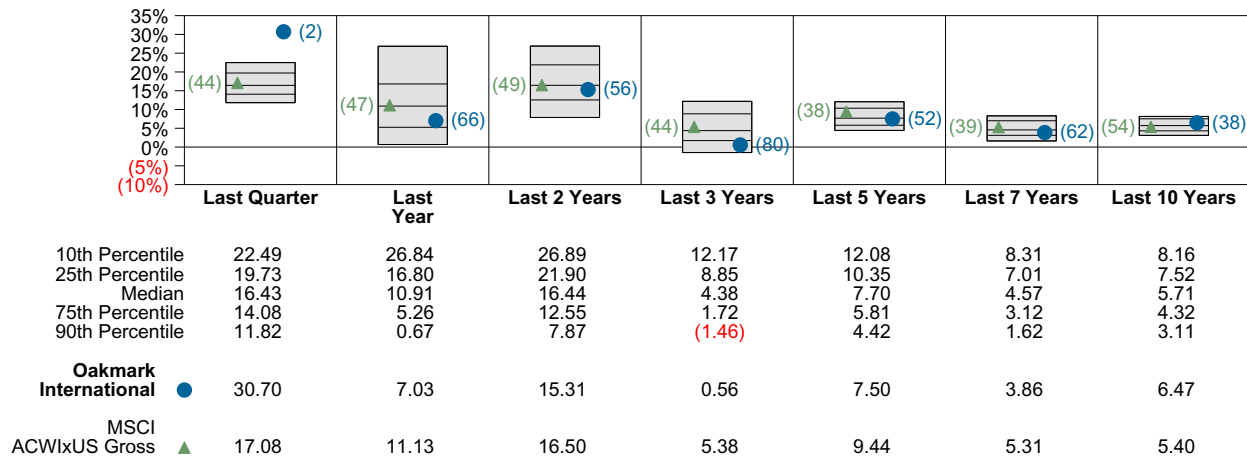 35%
30%
25%
20%
15%
10%
5%
0%
(5%)
(10%)
(44) (2)
(47) (66)
(49) (56)
(44) (80)
(38) (52)
(39) (62)
(54) (38)
Last Quarter Last Year Last 2 Years Last 3 Years Last 5 Years Last 7 Years Last 10 Years
10th Percentile 22.49 26.84 26.89 12.17 12.08 8.31 8.16
25th Percentile 19.73 16.80 21.90 8.85 10.35 7.01 7.52
Median 16.43 10.91 16.44 4.38 7.70 4.57 5.71
75th Percentile 14.08 5.26 12.55 1.72 5.81 3.12 4.32
90th Percentile 11.82 0.67 7.87 (1.46) 4.42 1.62 3.11
Oakmark
International 30.70 7.03 15.31 0.56 7.50 3.86 6.47
MSCI
ACWIxUS Gross 17.08 11.13 16.50 5.38 9.44 5.31 5.40